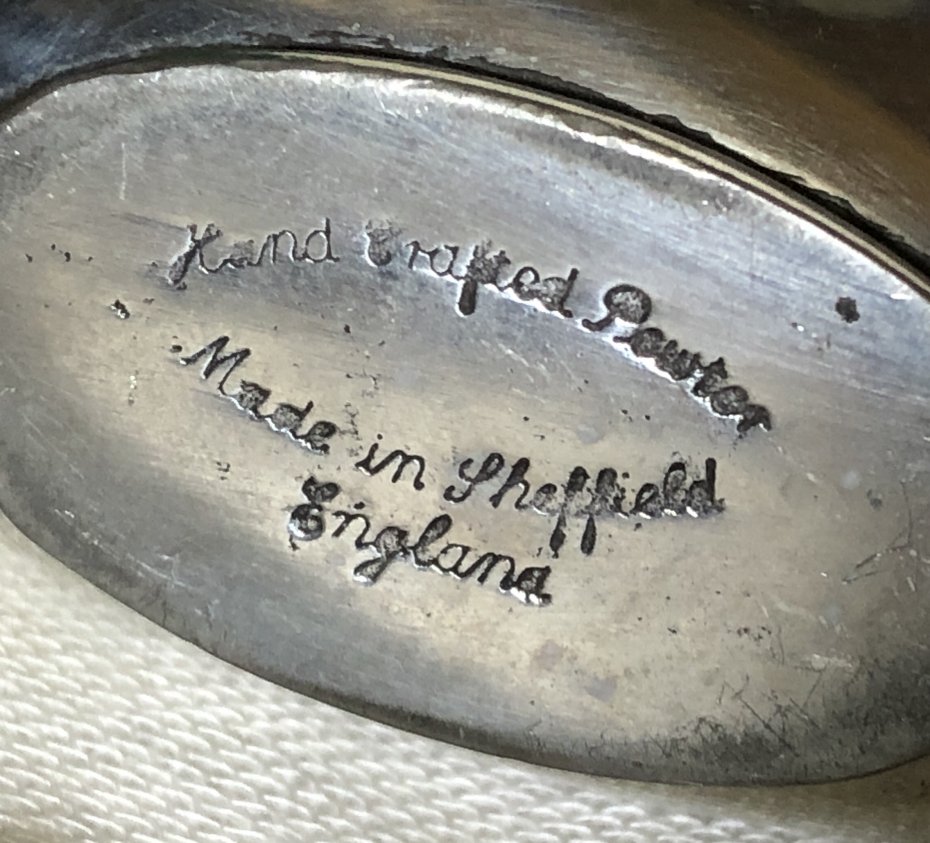 Hand Crafted Pewter
Made in Sheffield
England